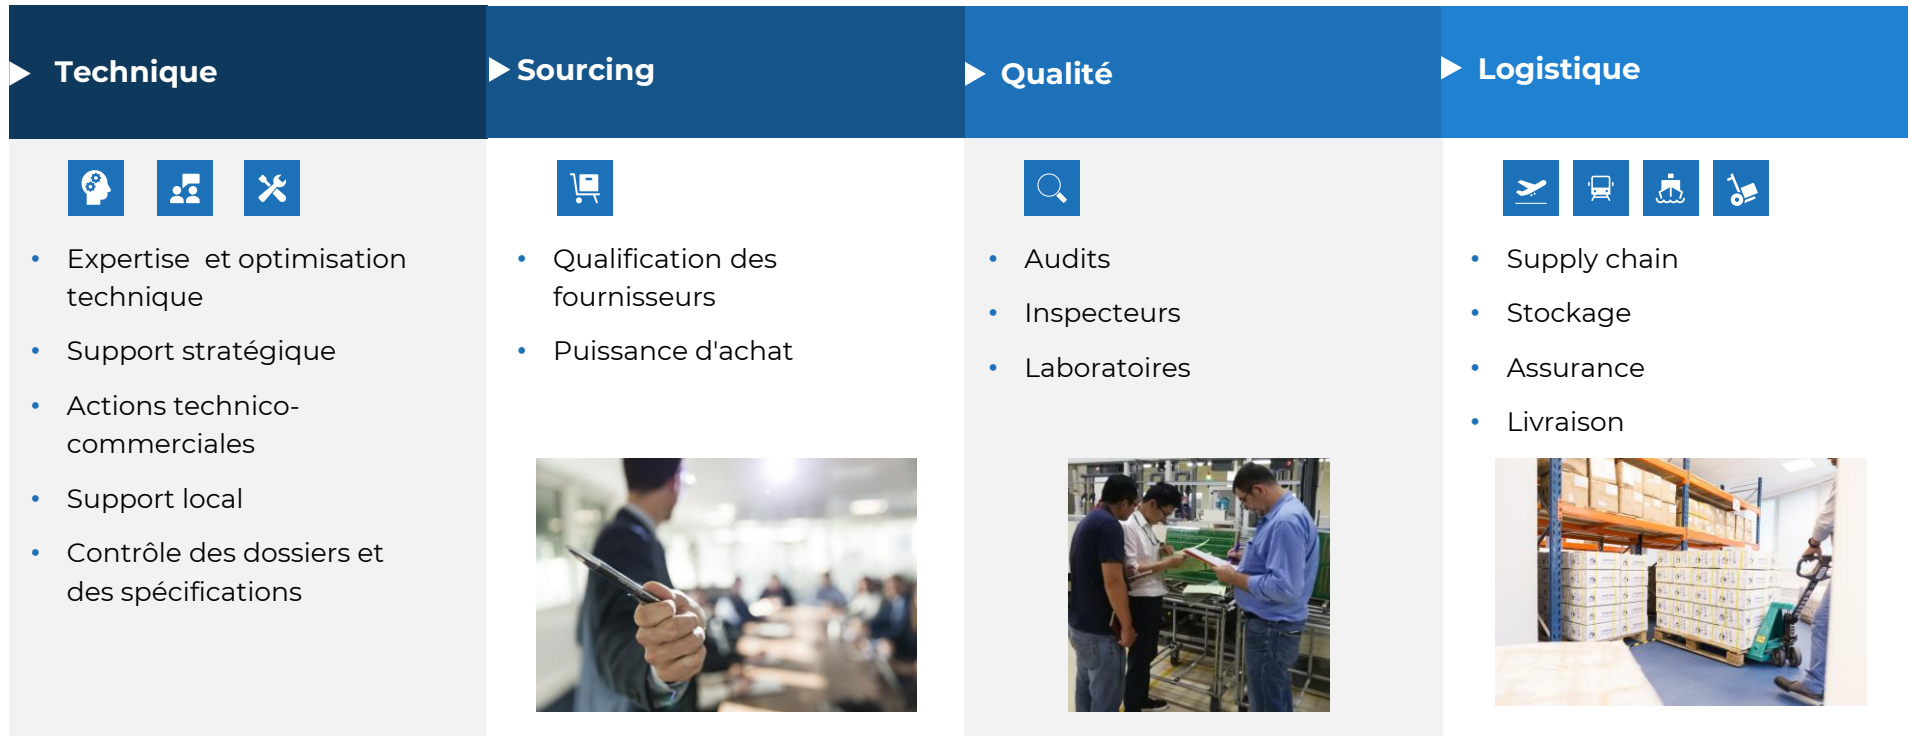 Technique
Expertise et optimisation
technique
Support stratégique
Actions technico-
commerciales
Support local
Contrôle des dossiers et
des spécifications
Sourcing
Qualification des
fournisseurs
Puissance d'achat
Qualité
Audits
Inspecteurs
Laboratoires
Logistique
Supply chain
Stockage
Assurance
Livraison